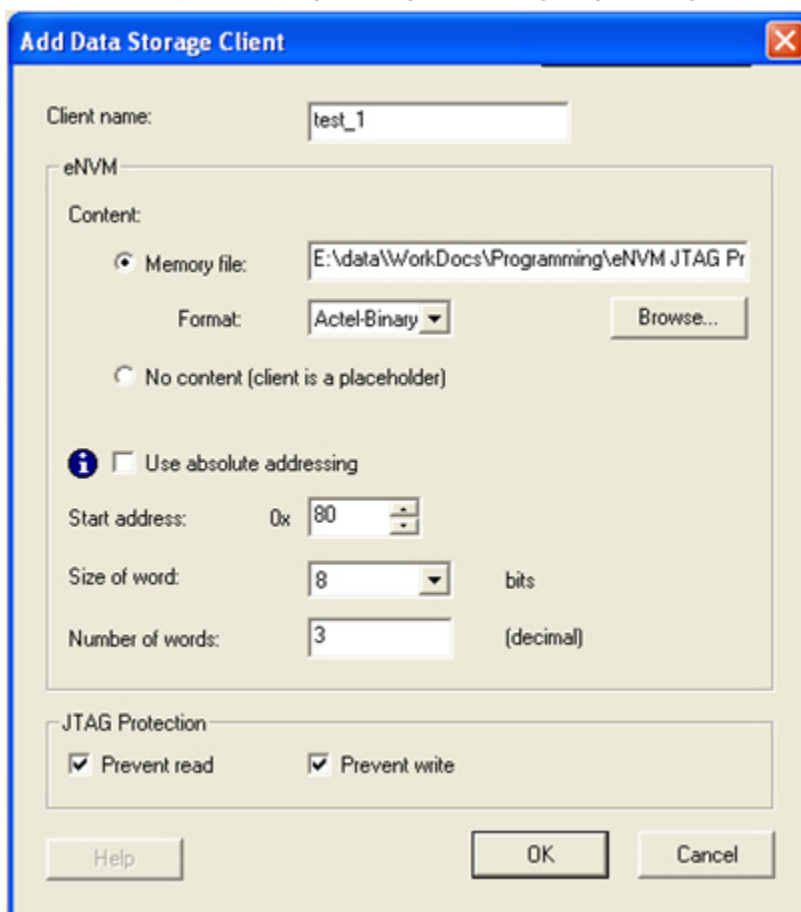 Add Data Storage Client
Client name: test_1
eNVM
Content:
Memory file: E:\data\WorkDocs\Programming\eNVM JTAG Pr
Format: Actel-Binary Browse...
No content (client is a placeholder)
Use absolute addressing
Start address: 0x 80
Size of word: 8 bits
Number of words: 3 (decimal)
JTAG Protection
Prevent read Prevent write
Help OK Cancel